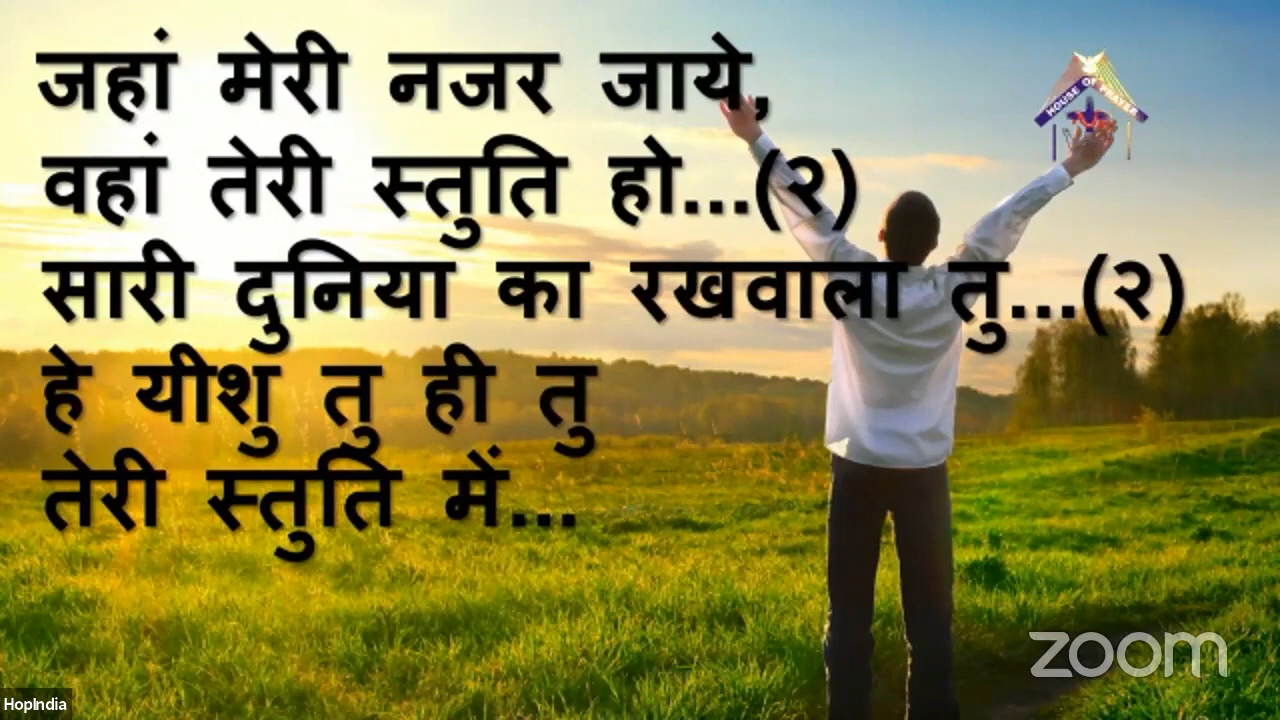 जहां मेरी नजर जाये,
वहां तेरी स्तुति हो...(२)
सारी दुनिया का रखवाला तु...(२)
हे यीशु तु ही तु
तेरी स्तुति में...
HOUSE OF PRAYER
zoom
HopIndia